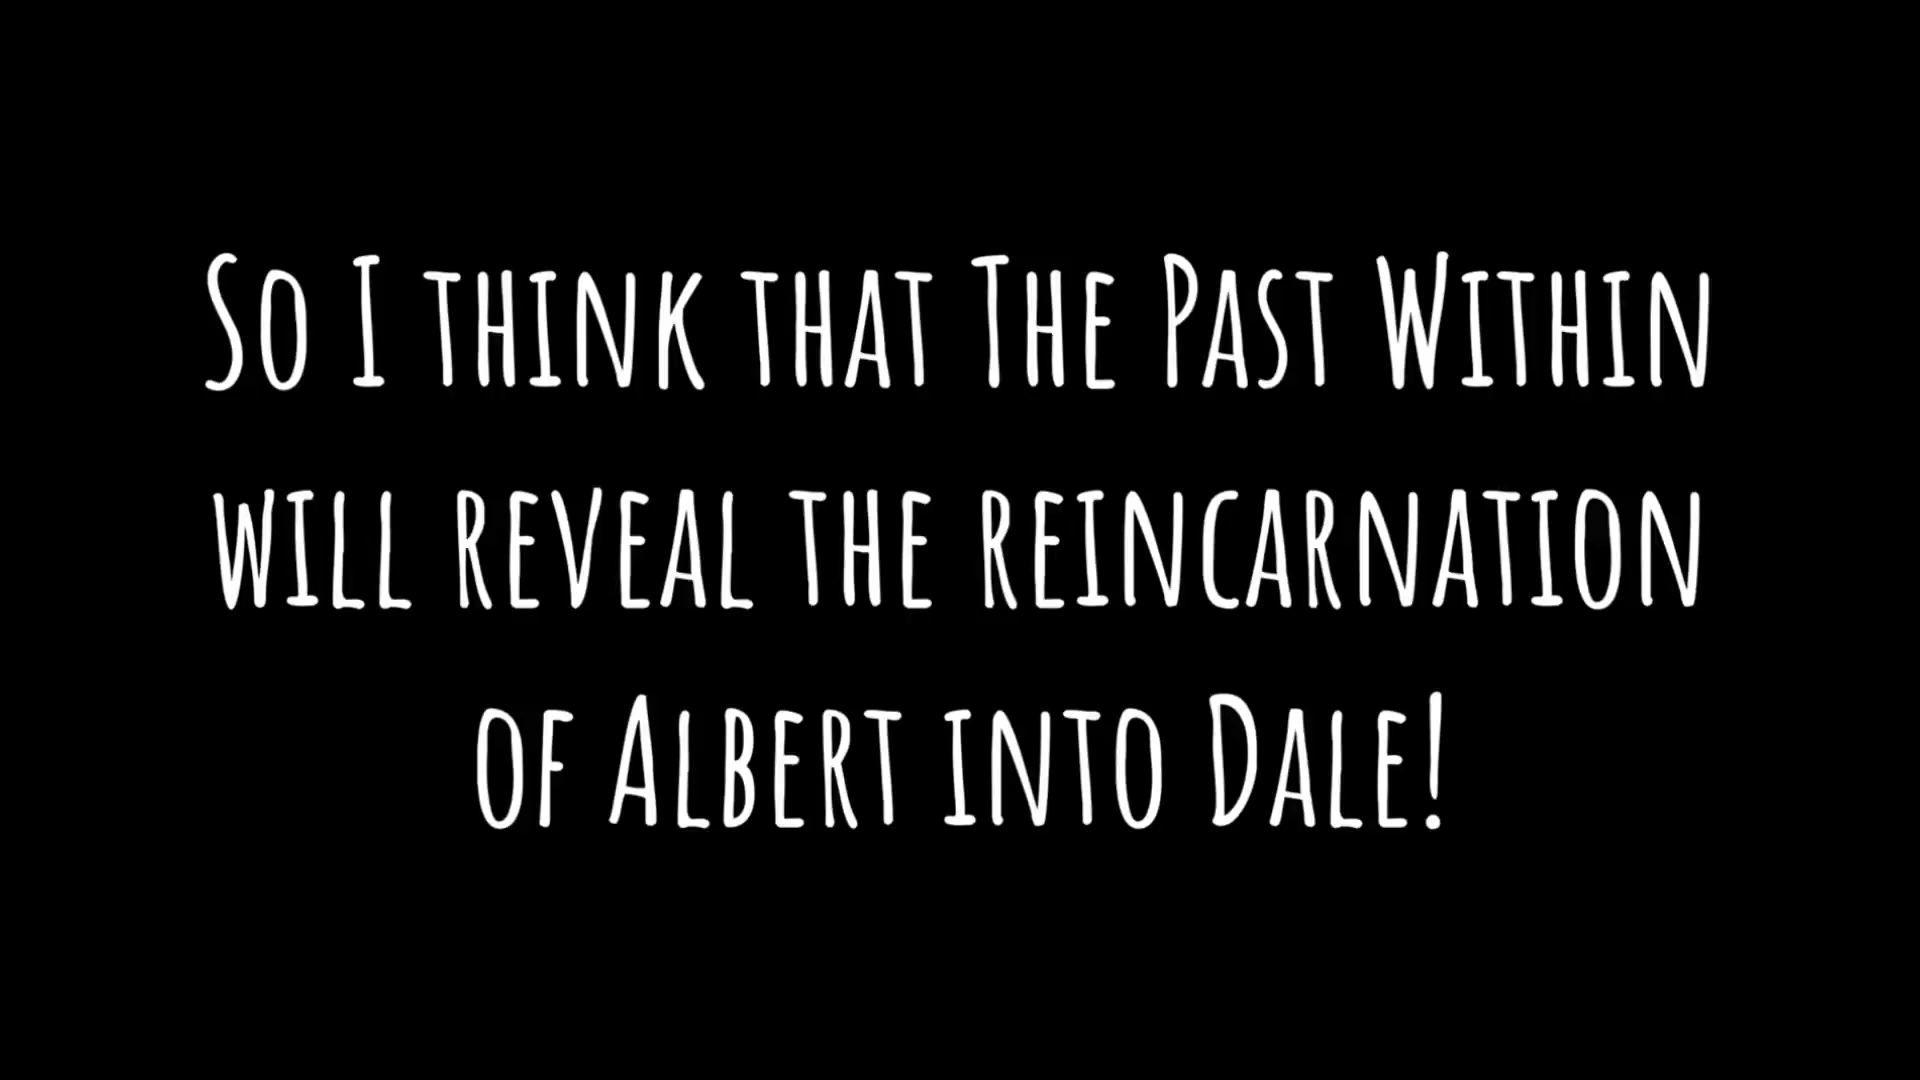 So I think that The Past Within
will reveal the reincarnation
of Albert into Dale!